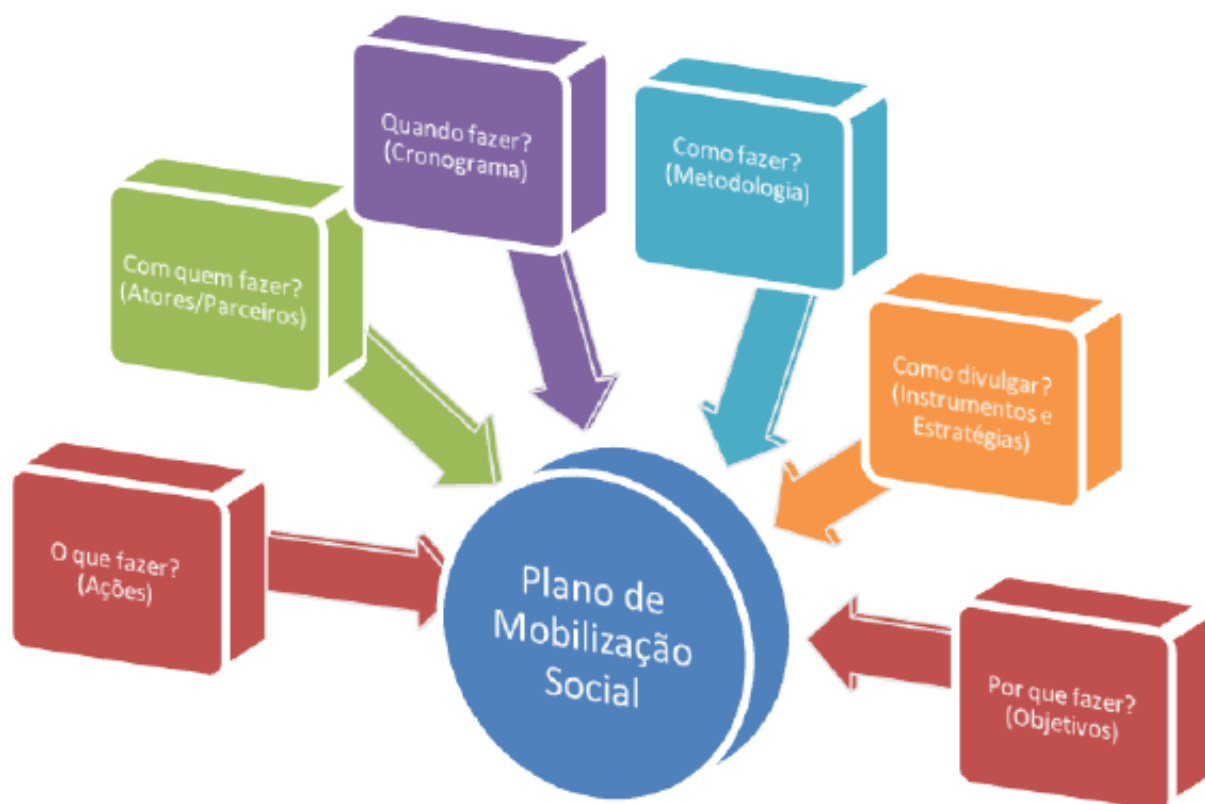 Quando fazer?
(Cronograma)
Como fazer?
(Metodologia)
Com quem fazer?
(Atores/Parceiros)
Como divulgar?
(Instrumentos e
Estratégias)
O que fazer?
(Ações)
Plano de
Mobilização
Social
Por que fazer?
(Objetivos)